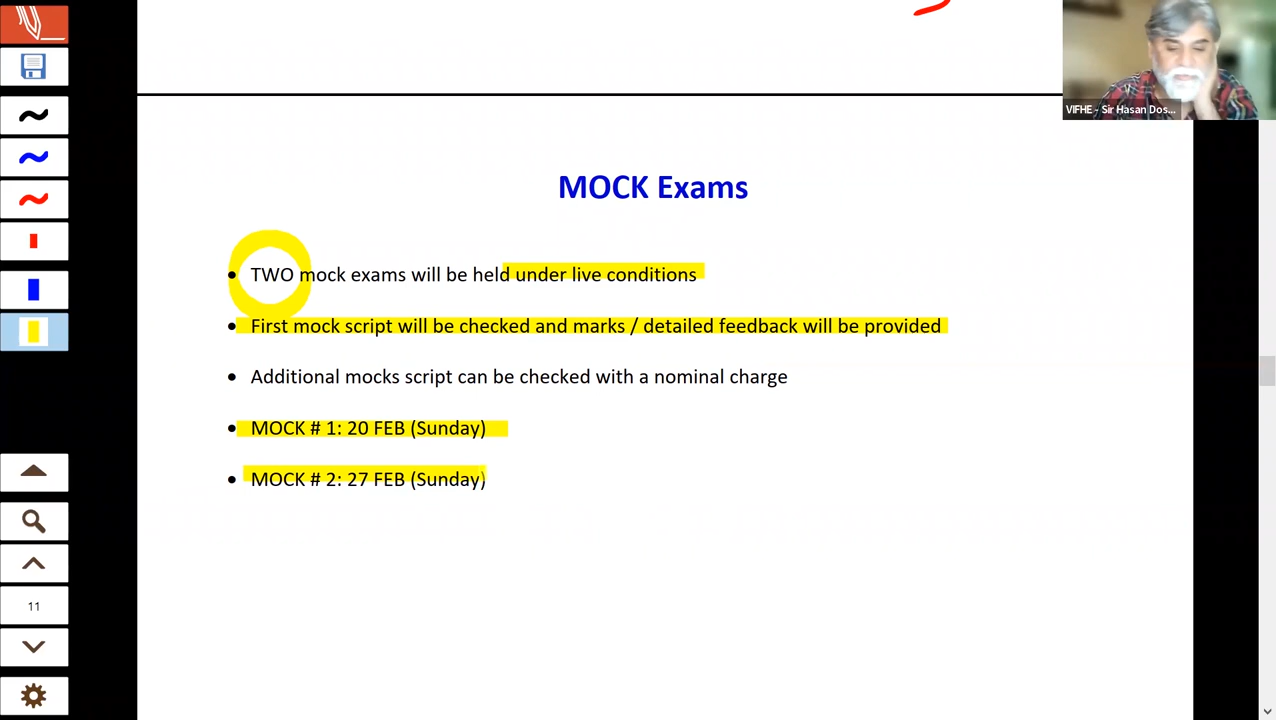 VIFHE - Sir Hasan Dos...
MOCK Exams
• TWO mock exams will be held under live conditions
• First mock script will be checked and marks / detailed feedback will be provided
• Additional mocks script can be checked with a nominal charge
• MOCK # 1: 20 FEB (Sunday)
• MOCK # 2: 27 FEB (Sunday)
11